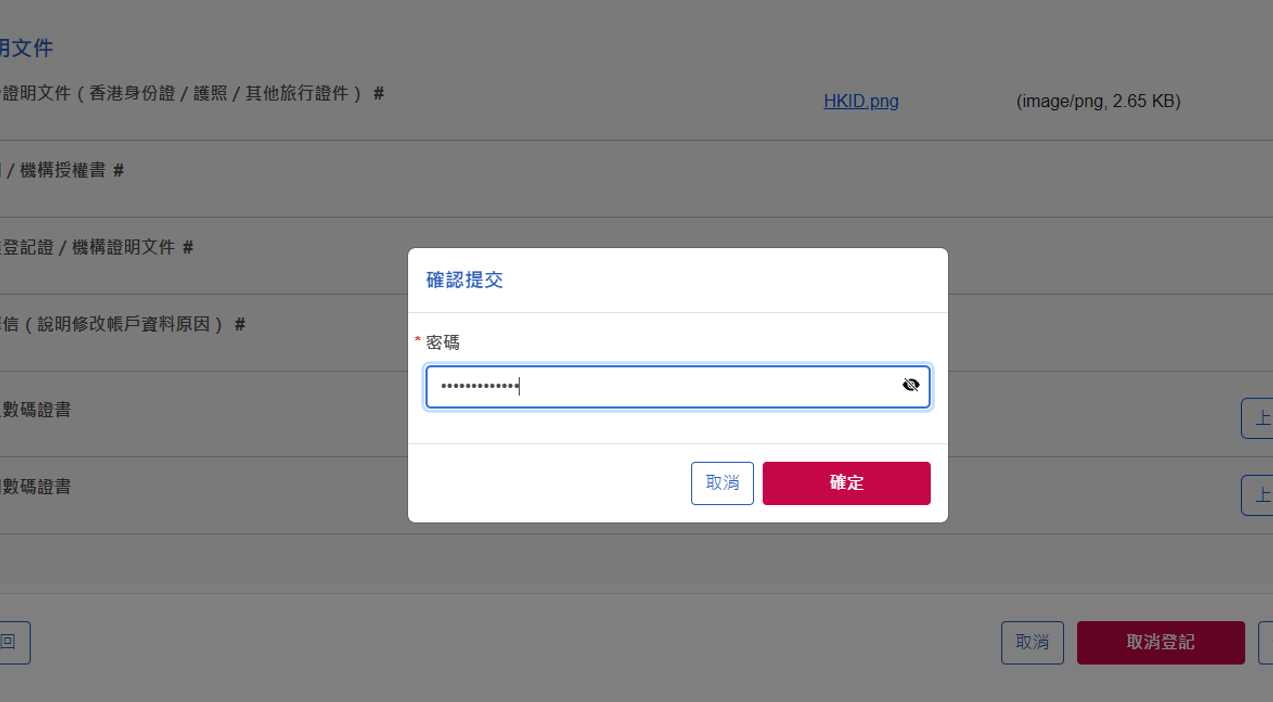 明文件
證明文件 ( 香港身份證 / 護照 / 其他旅行證件 ) #
HKID.png
(image/png, 2.65 KB)
/ 機構授權書 #
登記證 / 機構證明文件 #
信 ( 說明修改帳戶資料原因 ) #
數碼證書
上
數碼證書
上
確認提交
* 密碼
•••••••••••••
取消
確定
回
取消
取消登記